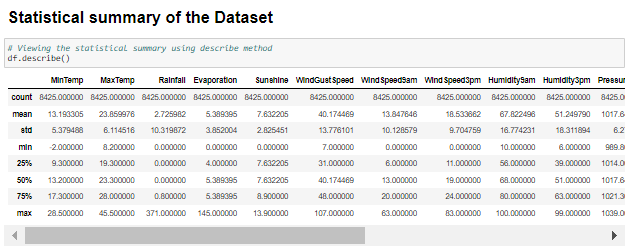 Statistical summary of the Dataset
# Viewing the statistical summary using describe method
df.describe()
MinTemp MaxTemp Rainfall Evaporation Sunshine WindGustSpeed WindSpeed9am WindSpeed3pm Humidity9am Humidity3pm Pressur
count 8425.000000 8425.000000 8425.000000 8425.000000 8425.000000 8425.000000 8425.000000 8425.000000 8425.000000 8425.000000 8425.0
mean 13.193305 23.859976 2.725982 5.389395 7.632205 40.174469 13.847646 18.533662 67.822496 51.249790 1017.6
std 5.379488 6.114516 10.319872 3.852004 2.825451 13.776101 10.128579 9.704759 16.774231 18.311894 6.2
min -2.000000 8.200000 0.000000 0.000000 0.000000 7.000000 0.000000 0.000000 10.000000 6.000000 989.8
25% 9.300000 19.300000 0.000000 4.000000 7.632205 31.000000 6.000000 11.000000 56.000000 39.000000 1014.0
50% 13.200000 23.300000 0.000000 5.389395 7.632205 40.174469 13.000000 19.000000 68.000000 51.000000 1017.6
75% 17.300000 28.000000 0.800000 5.389395 8.900000 48.000000 20.000000 24.000000 80.000000 63.000000 1021.3
max 28.500000 45.500000 371.000000 145.000000 13.900000 107.000000 63.000000 83.000000 100.000000 99.000000 1039.0